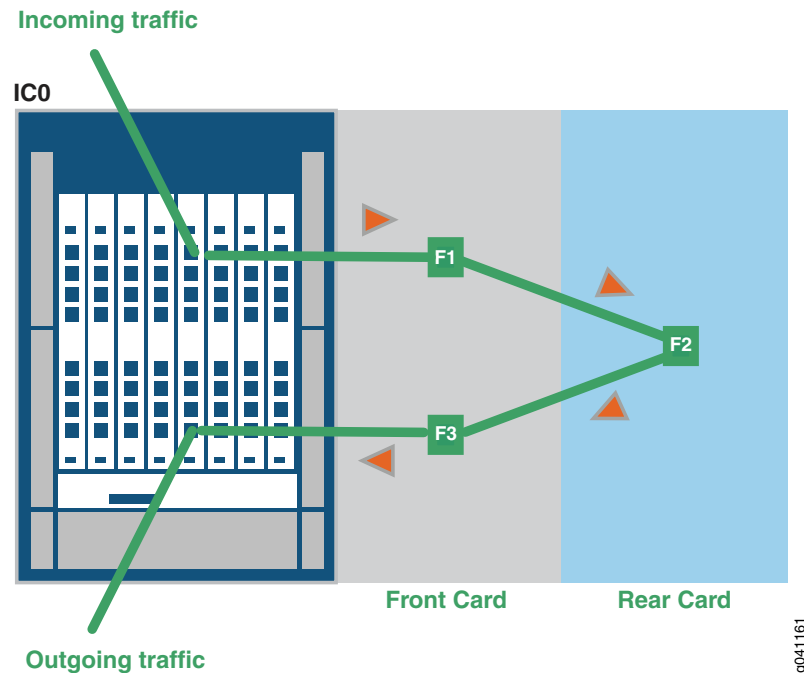 Incoming traffic
IC0
F1
F2
F3
Front Card
Rear Card
Outgoing traffic
g041161